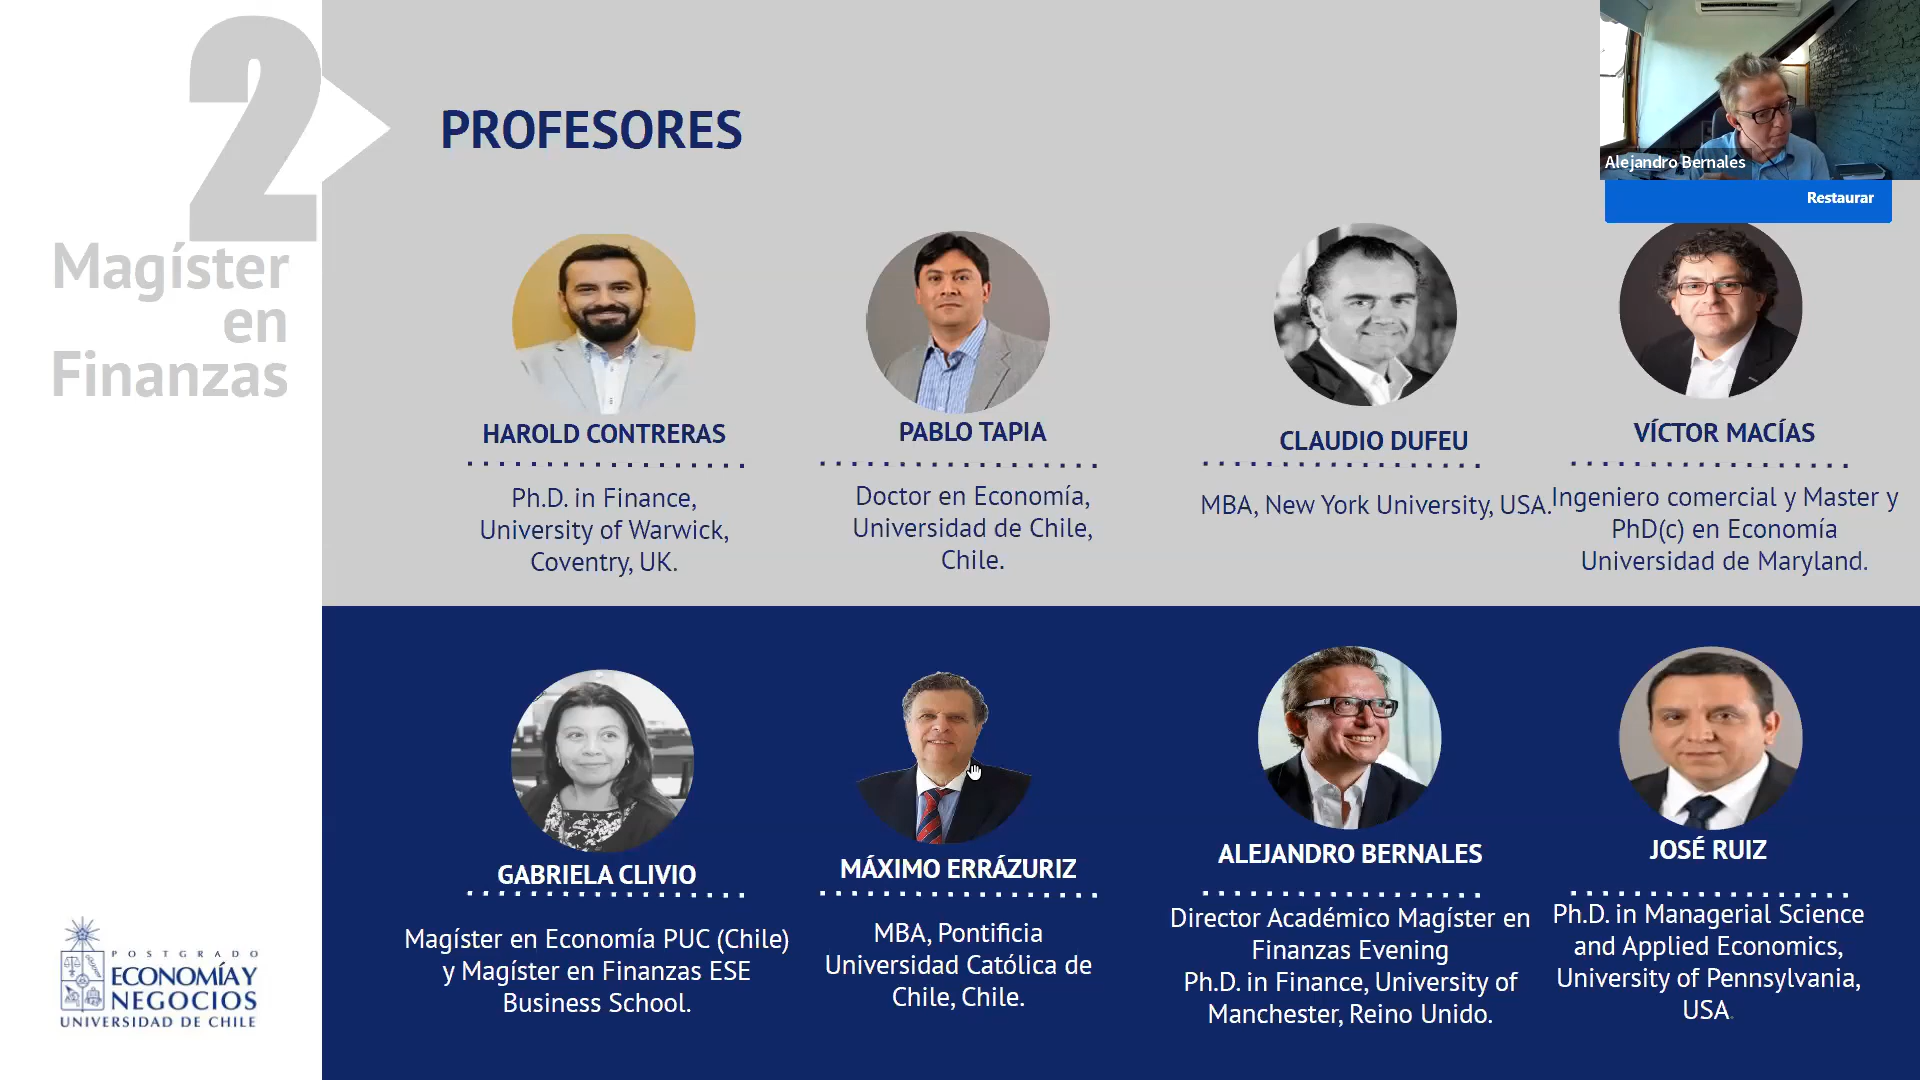 2
Magíster
en
Finanzas
PROFESORES
Alejandro Bernales
Restaurar
HAROLD CONTRERAS
Ph.D. in Finance,
University of Warwick,
Coventry, UK.
PABLO TAPIA
Doctor en Economía,
Universidad de Chile,
Chile.
CLAUDIO DUFEU
MBA, New York University, USA.
VÍCTOR MACÍAS
Ingeniero comercial y Master y
PhD(c) en Economía
Universidad de Maryland.
GABRIELA CLIVIO
Magíster en Economía PUC (Chile)
y Magíster en Finanzas ESE
Business School.
MÁXIMO ERRÁZURIZ
MBA, Pontificia
Universidad Católica de
Chile, Chile.
ALEJANDRO BERNALES
Director Académico Magíster en
Finanzas Evening
Ph.D. in Finance, University of
Manchester, Reino Unido.
JOSÉ RUIZ
Ph.D. in Managerial Science
and Applied Economics,
University of Pennsylvania,
USA.
POSTGRADO
ECONOMÍA Y
NEGOCIOS
UNIVERSIDAD DE CHILE